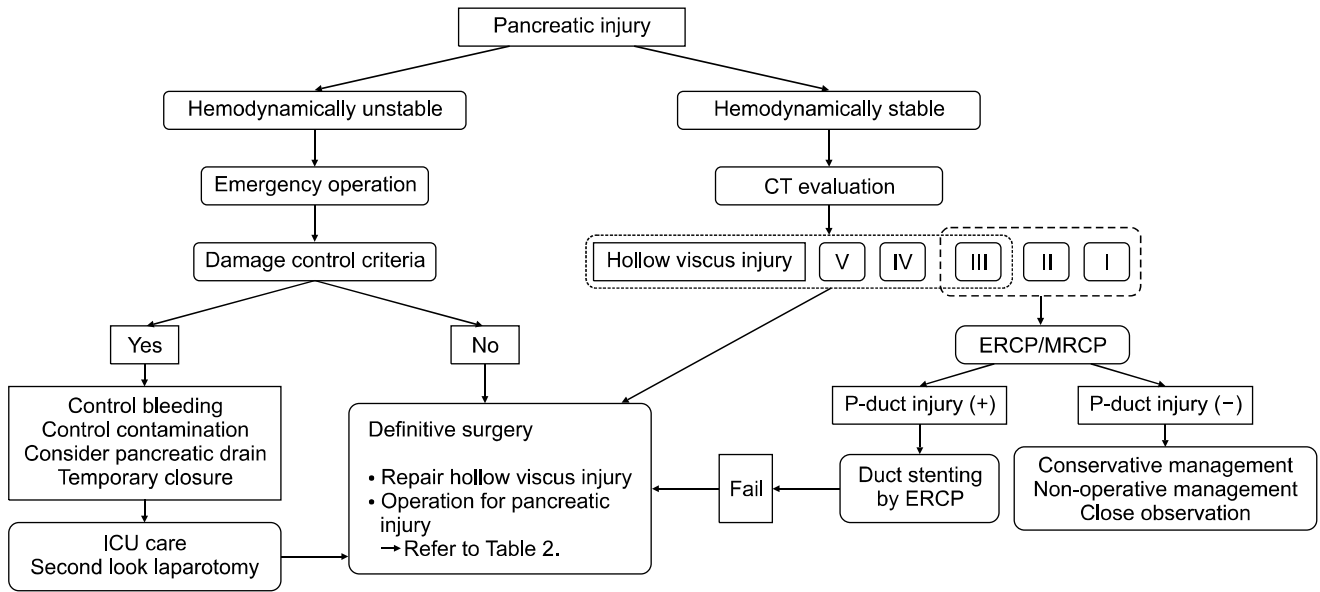 Pancreatic injury
Hemodynamically unstable
Hemodynamically stable
Emergency operation
CT evaluation
Damage control criteria
Hollow viscus injury
V
IV
III
II
I
Yes
No
ERCP/MRCP
P-duct injury (+)
P-duct injury (−)
Control bleeding
Control contamination
Consider pancreatic drain
Temporary closure
Definitive surgery
• Repair hollow viscus injury
• Operation for pancreatic
injury
→ Refer to Table 2.
Fail
Duct stenting
by ERCP
Conservative management
Non-operative management
Close observation
ICU care
Second look laparotomy